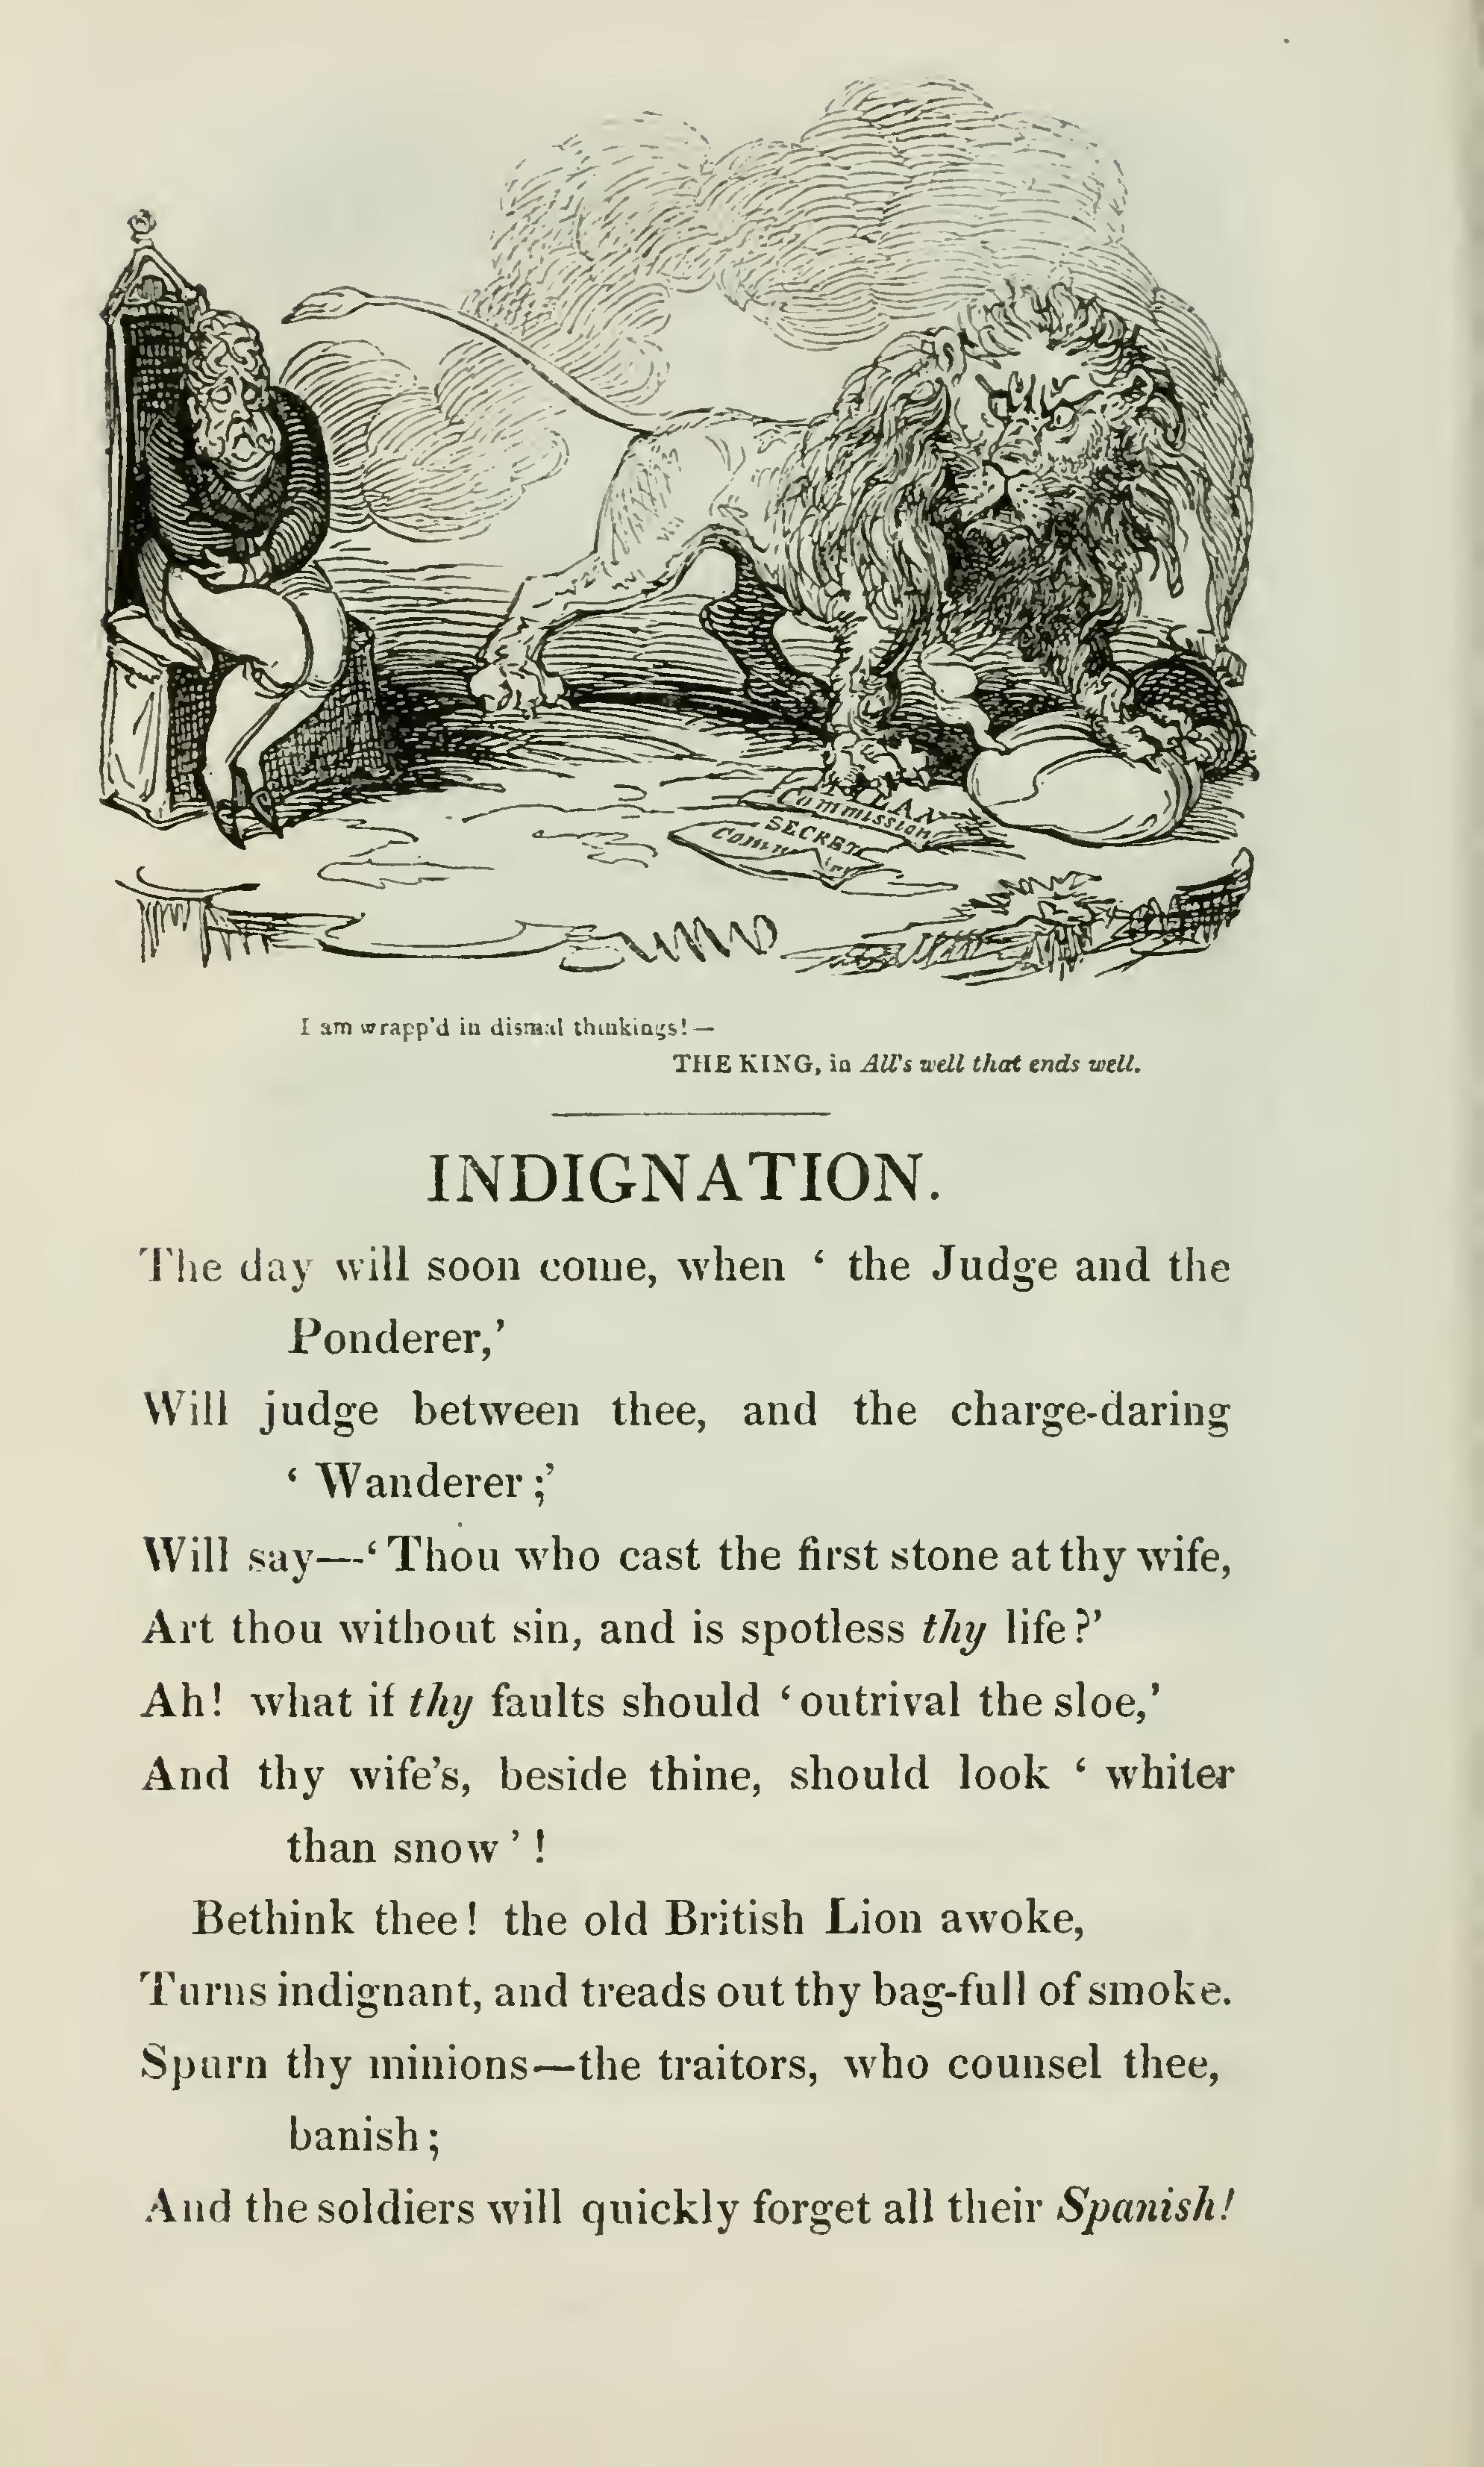 MILAN
Commission
SECRET
I am wrapp'd in dismal thinkings!—
THE KING, in All's well that ends well.
INDIGNATION.
The day will soon come, when ‘ the Judge and the
Ponderer,’
Will judge between thee, and the charge-daring
‘ Wanderer ;’
Will say—‘ Thou who cast the first stone at thy wife,
Art thou without sin, and is spotless thy life ?’
Ah! what if thy faults should ‘ outrival the sloe,’
And thy wife's, beside thine, should look ‘ whiter
than snow ’ !
Bethink thee! the old British Lion awoke,
Turns indignant, and treads out thy bag-full of smoke.
Spurn thy minions—the traitors, who counsel thee,
banish ;
And the soldiers will quickly forget all their Spanish!